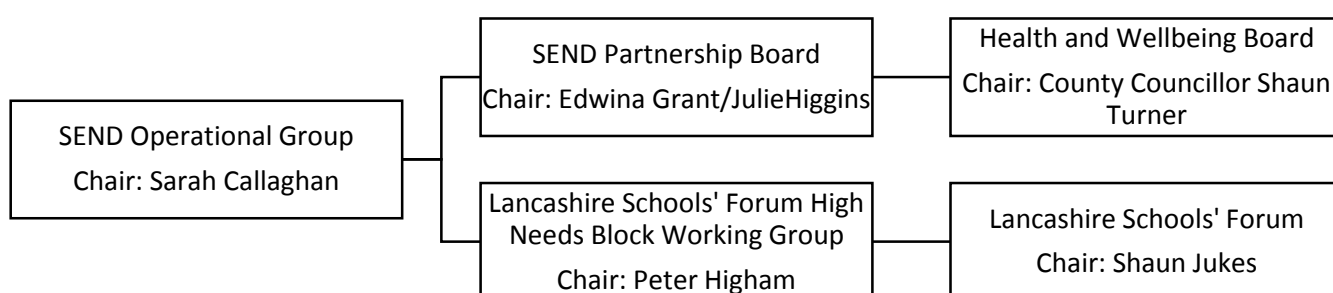 SEND Operational Group
Chair: Sarah Callaghan
SEND Partnership Board
Chair: Edwina Grant/JulieHiggins
Health and Wellbeing Board
Chair: County Councillor Shaun
Turner
Lancashire Schools' Forum High
Needs Block Working Group
Chair: Peter Higham
Lancashire Schools' Forum
Chair: Shaun Jukes